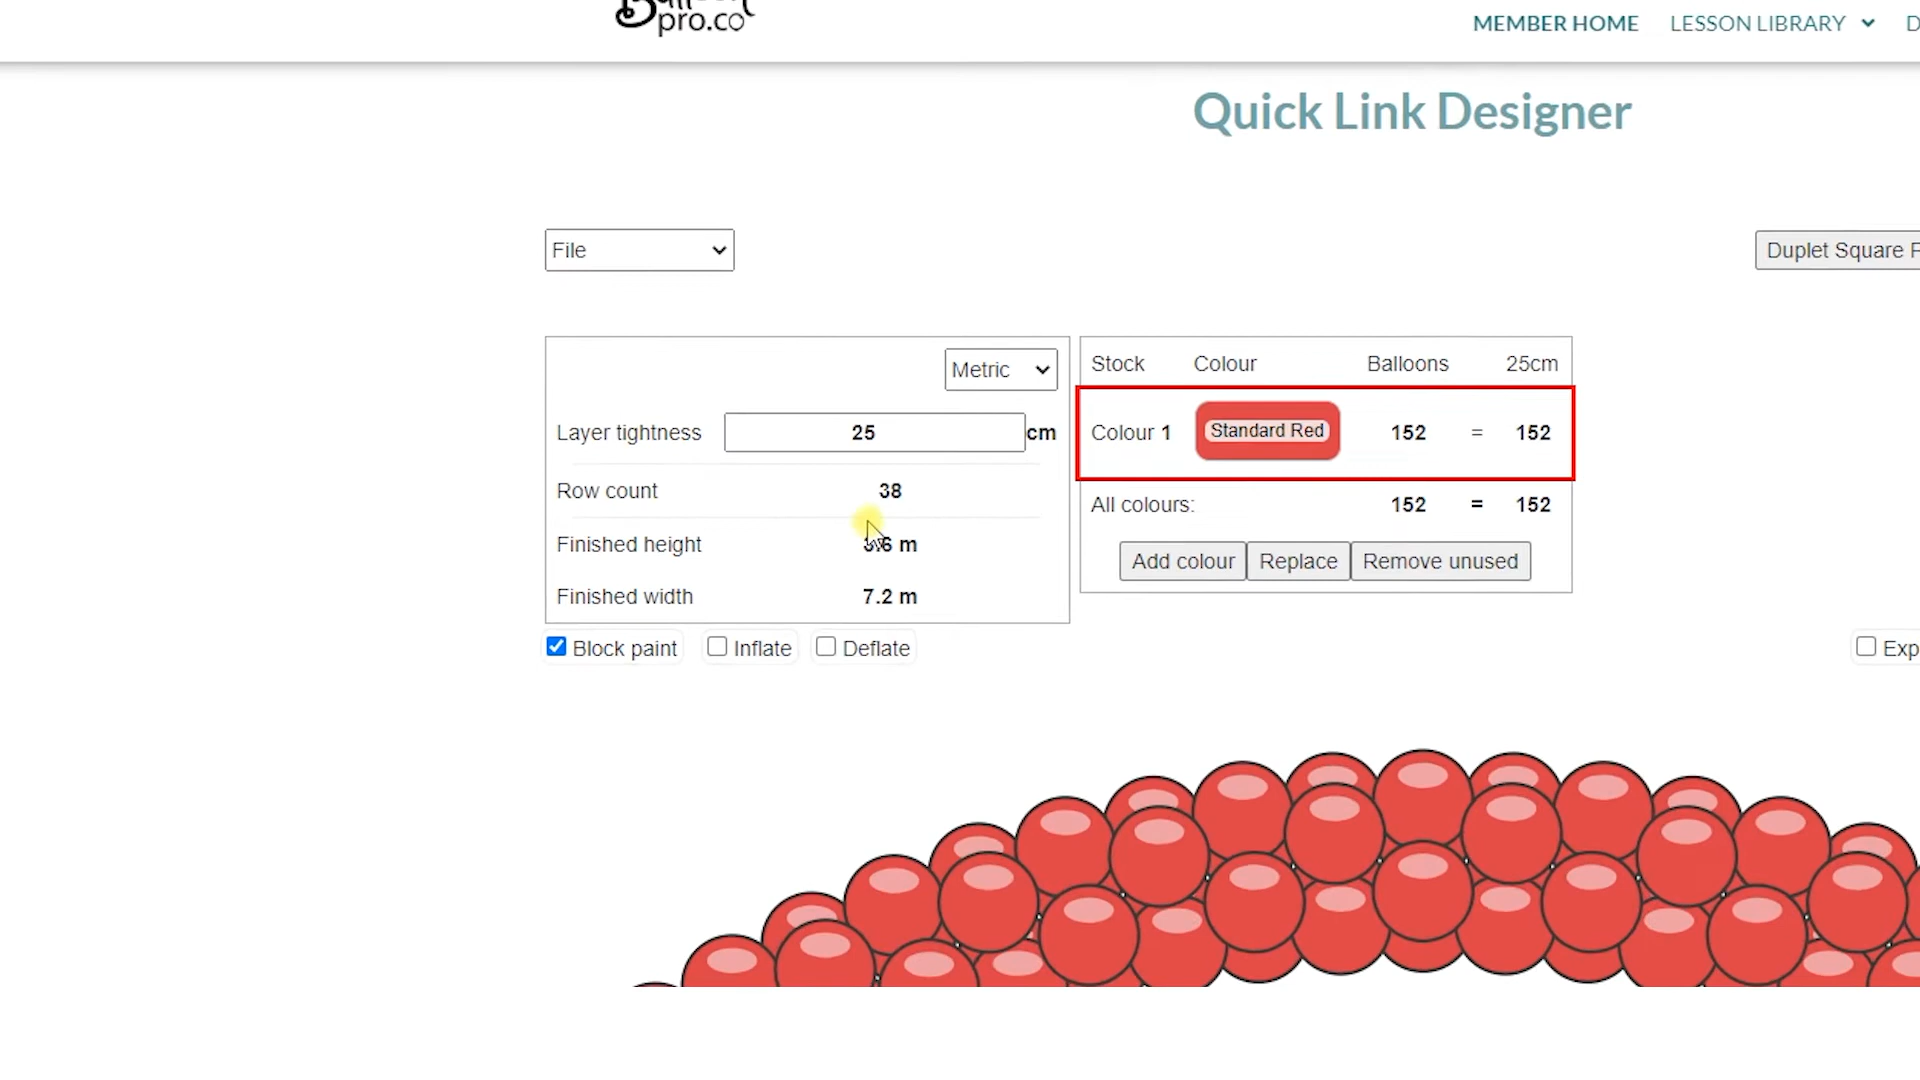 pro.co
MEMBER HOME LESSON LIBRARY D
Quick Link Designer
File
Duplet Square F
Metric
Layer tightness 25 cm
Row count 38
Finished height 3.6 m
Finished width 7.2 m
Stock Colour Balloons 25cm
Colour 1 Standard Red 152 = 152
All colours: 152 = 152
Add colour Replace Remove unused
Block paint Inflate Deflate
Exp